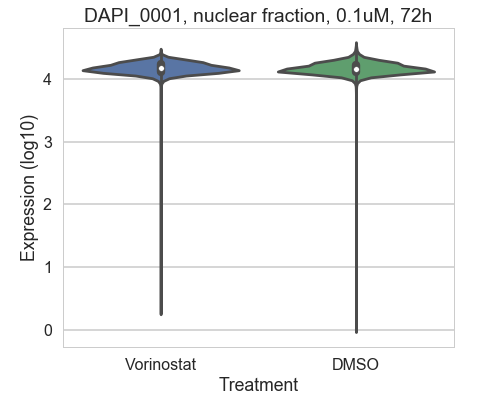 DAPI_0001, nuclear fraction, 0.1uM, 72h
Expression (log10)
4
3
2
1
0
Vorinostat
DMSO
Treatment